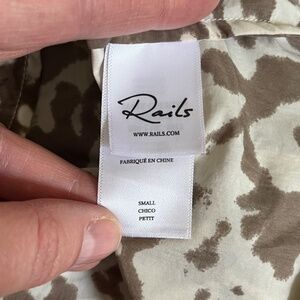 Rails
WWW.RAILS.COM
FABRIQUÉ EN CHINE
SMALL
CHICO
PETIT